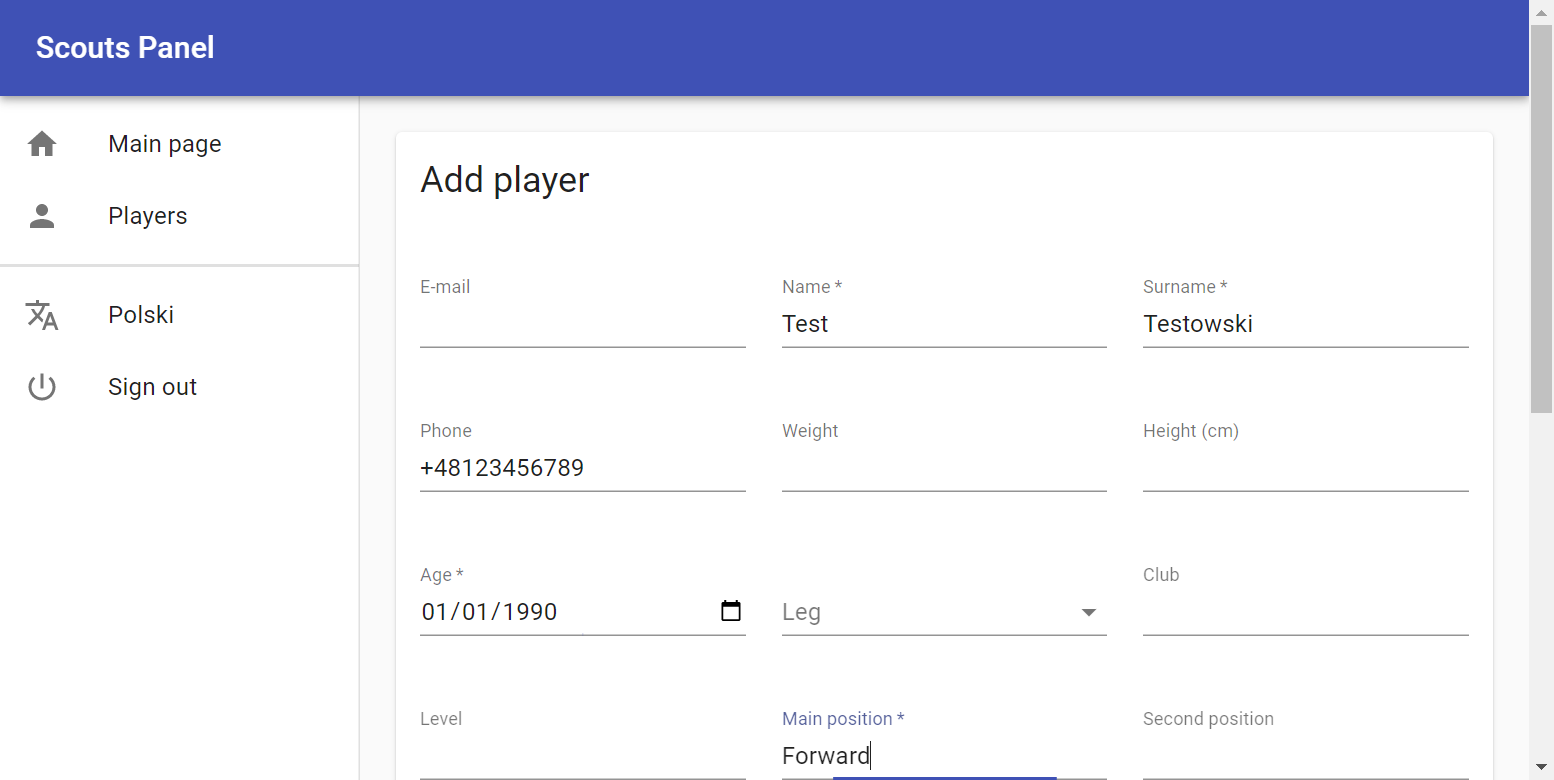 Scouts Panel
Main page
Players
Polski
Sign out
Add player
E-mail
Name *
Test
Surname *
Testowski
Phone
+48123456789
Weight
Height (cm)
Age *
01/01/1990
Leg
Club
Level
Main position *
Forward
Second position